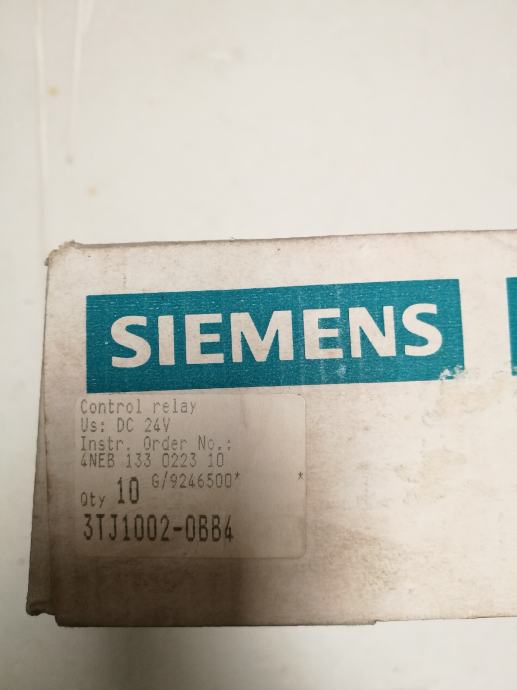 SIEMENS
Control relay
Us: DC 24V
Instr. Order No.:
4NEB 133 0223 10
G/9246500* *
Qty 10
3TJ1002-0BB4